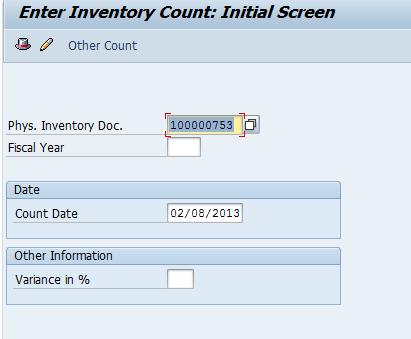 Enter Inventory Count: Initial Screen
Other Count
Phys. Inventory Doc. 100000753
Fiscal Year
Date
Count Date 02/08/2013
Other Information
Variance in %